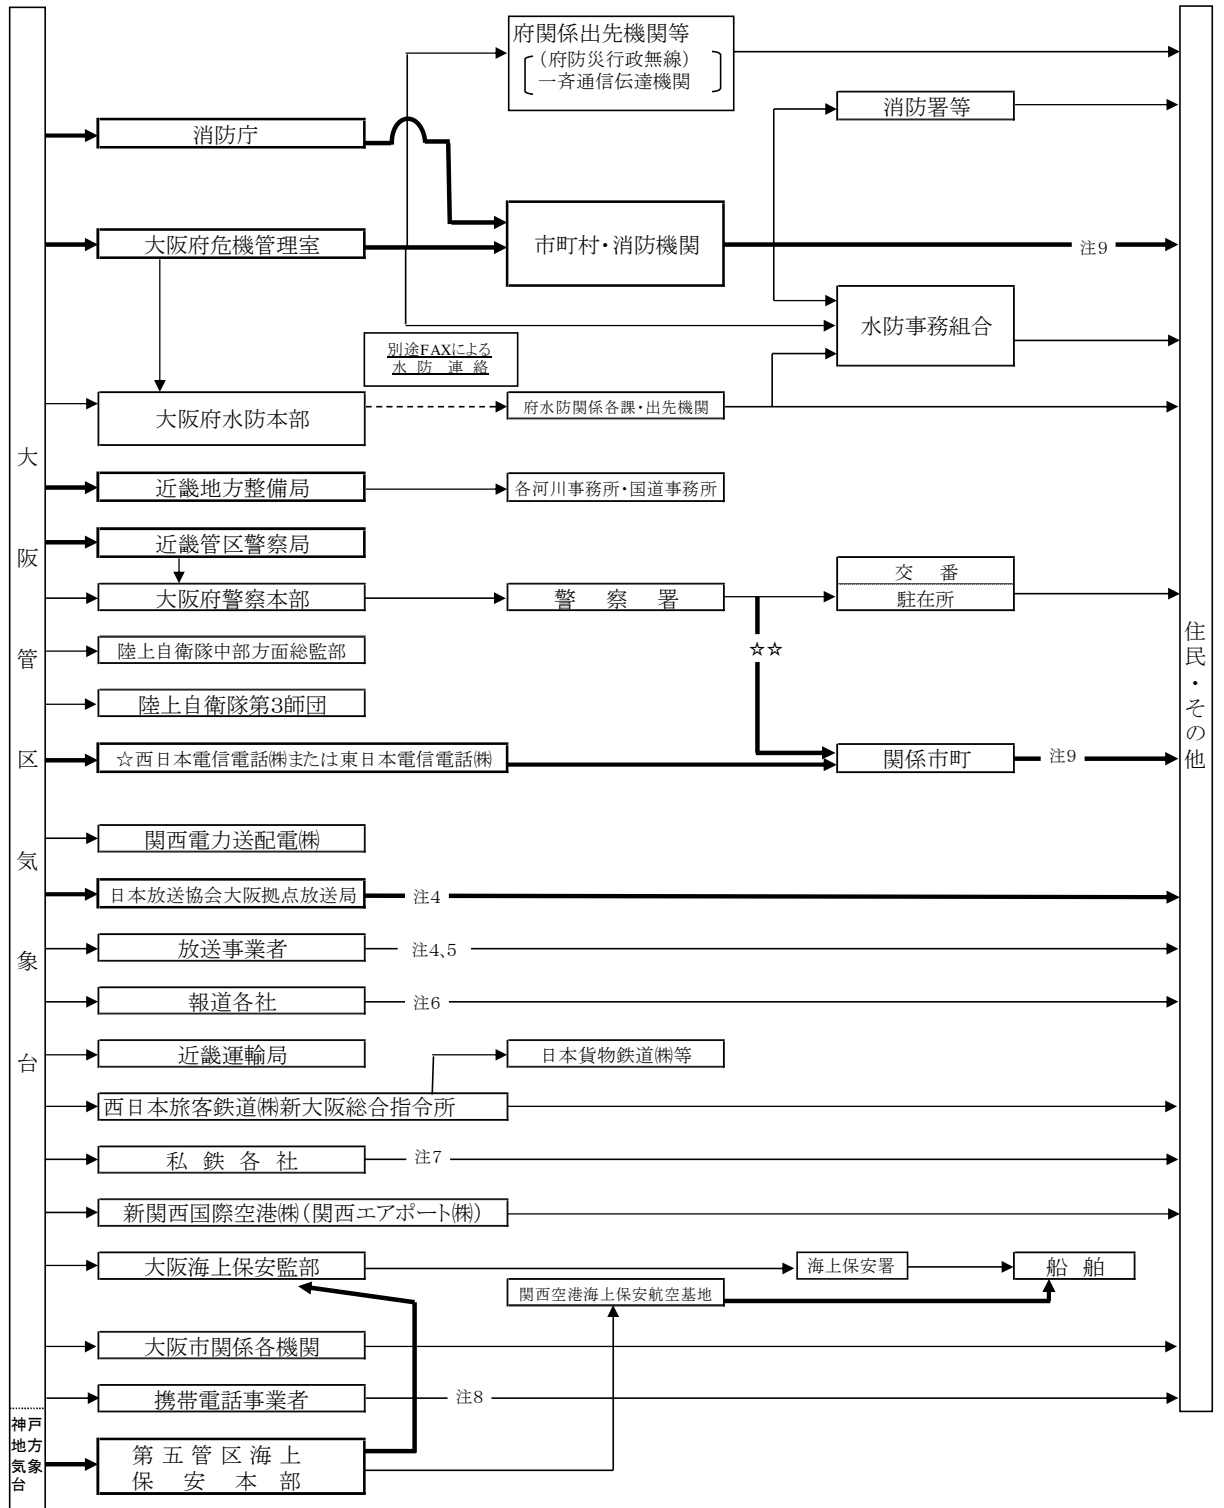 府関係出先機関等
(府防災行政無線)
一斉通信伝達機関
消防署等
消防庁
大阪府危機管理室
市町村・消防機関
注9
水防事務組合
別途FAXによる
水防連絡
大阪府水防本部
府水防関係各課・出先機関
近畿地方整備局
各河川事務所・国道事務所
近畿管区警察局
大阪府警察本部
警察署
交番
駐在所
☆☆
陸上自衛隊中部方面総監部
陸上自衛隊第3師団
☆西日本電信電話㈱または東日本電信電話㈱
関係市町
注9
関西電力送配電㈱
日本放送協会大阪拠点放送局
注4
放送事業者
注4、5
報道各社
注6
近畿運輸局
日本貨物鉄道㈱等
西日本旅客鉄道㈱新大阪総合指令所
私鉄各社
注7
新関西国際空港㈱(関西エアポート㈱)
大阪海上保安監部
海上保安署
船舶
関西空港海上保安航空基地
大阪市関係各機関
携帯電話事業者
注8
第五管区海上
保安本部
大阪管区気象台
神戸
地方
気象
台
住民・その他